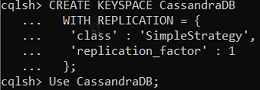 cqlsh> CREATE KEYSPACE CassandraDB
   ...   WITH REPLICATION = {
   ...    'class' : 'SimpleStrategy',
   ...    'replication_factor' : 1
   ...   };
cqlsh> Use CassandraDB;